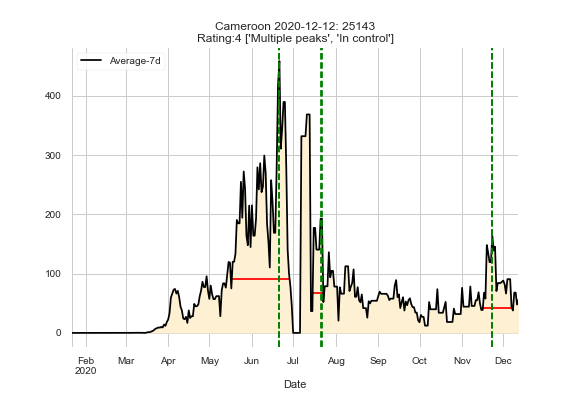 Cameroon 2020-12-12: 25143
Rating:4 ['Multiple peaks', 'In control']
Average-7d
400
300
200
100
0
Feb Mar Apr May Jun Jul Aug Sep Oct Nov Dec
2020
Date